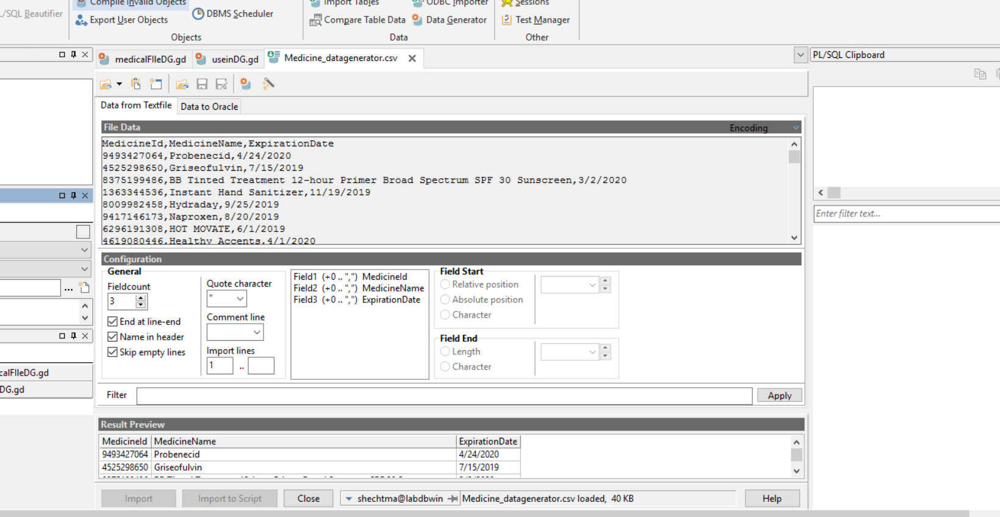 Compile Invalid Objects
Import Tables
ODBC Importer
Sessions
L/SQL Beautifier
DBMS Scheduler
Export User Objects
Compare Table Data
Data Generator
Test Manager
Objects
Data
Other
medicalFIleDG.gd
useinDG.gd
Medicine_datagenerator.csv
PL/SQL Clipboard
Data from Textfile
Data to Oracle
File Data
Encoding
MedicineId,MedicineName,ExpirationDate
9493427064,Probenecid,4/24/2020
4525298650,Griseofulvin,7/15/2019
8375199486,BB Tinted Treatment 12-hour Primer Broad Spectrum SPF 30 Sunscreen,3/2/2020
1363344536,Instant Hand Sanitizer,11/19/2019
8009982458,Hydraday,9/25/2019
9417146173,Naproxen,8/20/2019
6296191308,HOT MOVATE,6/1/2019
4619080446,Healthy Accents,4/1/2020
Enter filter text...
Configuration
General
Fieldcount
3
End at line-end
Name in header
Skip empty lines
Quote character
"
Comment line
Import lines
1
..
Field1 (+0 .. ",") MedicineId
Field2 (+0 .. ",") MedicineName
Field3 (+0 .. ",") ExpirationDate
Field Start
Relative position
Absolute position
Character
Field End
Length
Character
...
calFIleDG.gd
DG.gd
Filter
Apply
Result Preview
MedicineId MedicineName ExpirationDate
9493427064 Probenecid 4/24/2020
4525298650 Griseofulvin 7/15/2019
Import
Import to Script
Close
shechtma@labdbwin
Medicine_datagenerator.csv loaded, 40 KB
Help